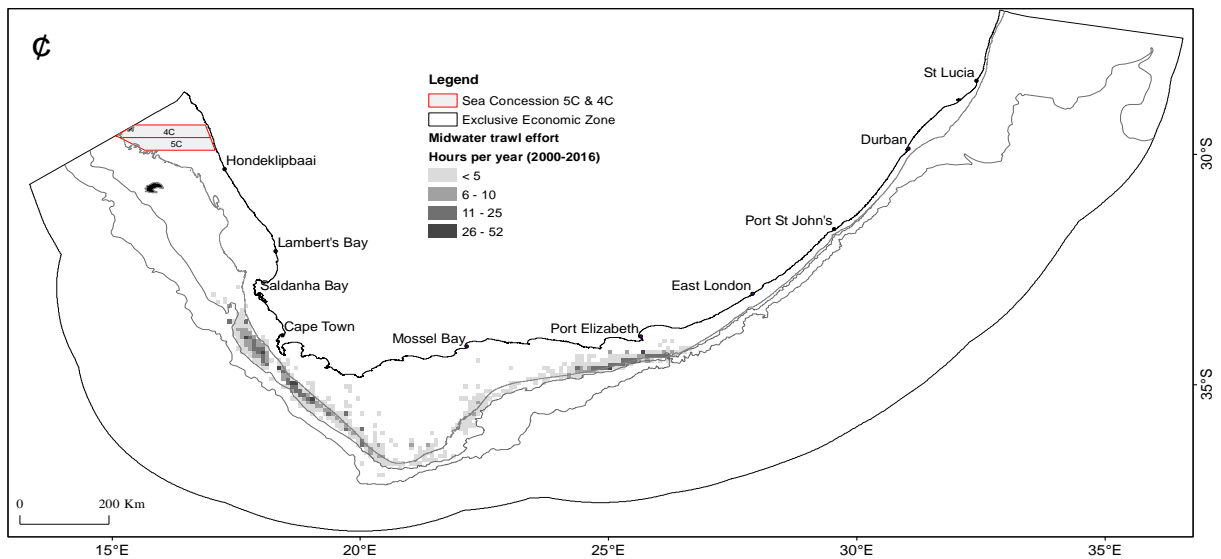 ₵
Legend
Sea Concession 5C & 4C
Exclusive Economic Zone
Midwater trawl effort
Hours per year (2000-2016)
< 5
6 - 10
11 - 25
26 - 52
4C
5C
Hondeklipbaai
Lambert's Bay
Saldanha Bay
Cape Town
Mossel Bay
Port Elizabeth
East London
Port St John's
Durban
St Lucia
30°S
35°S
0 200 Km
15°E 20°E 25°E 30°E 35°E